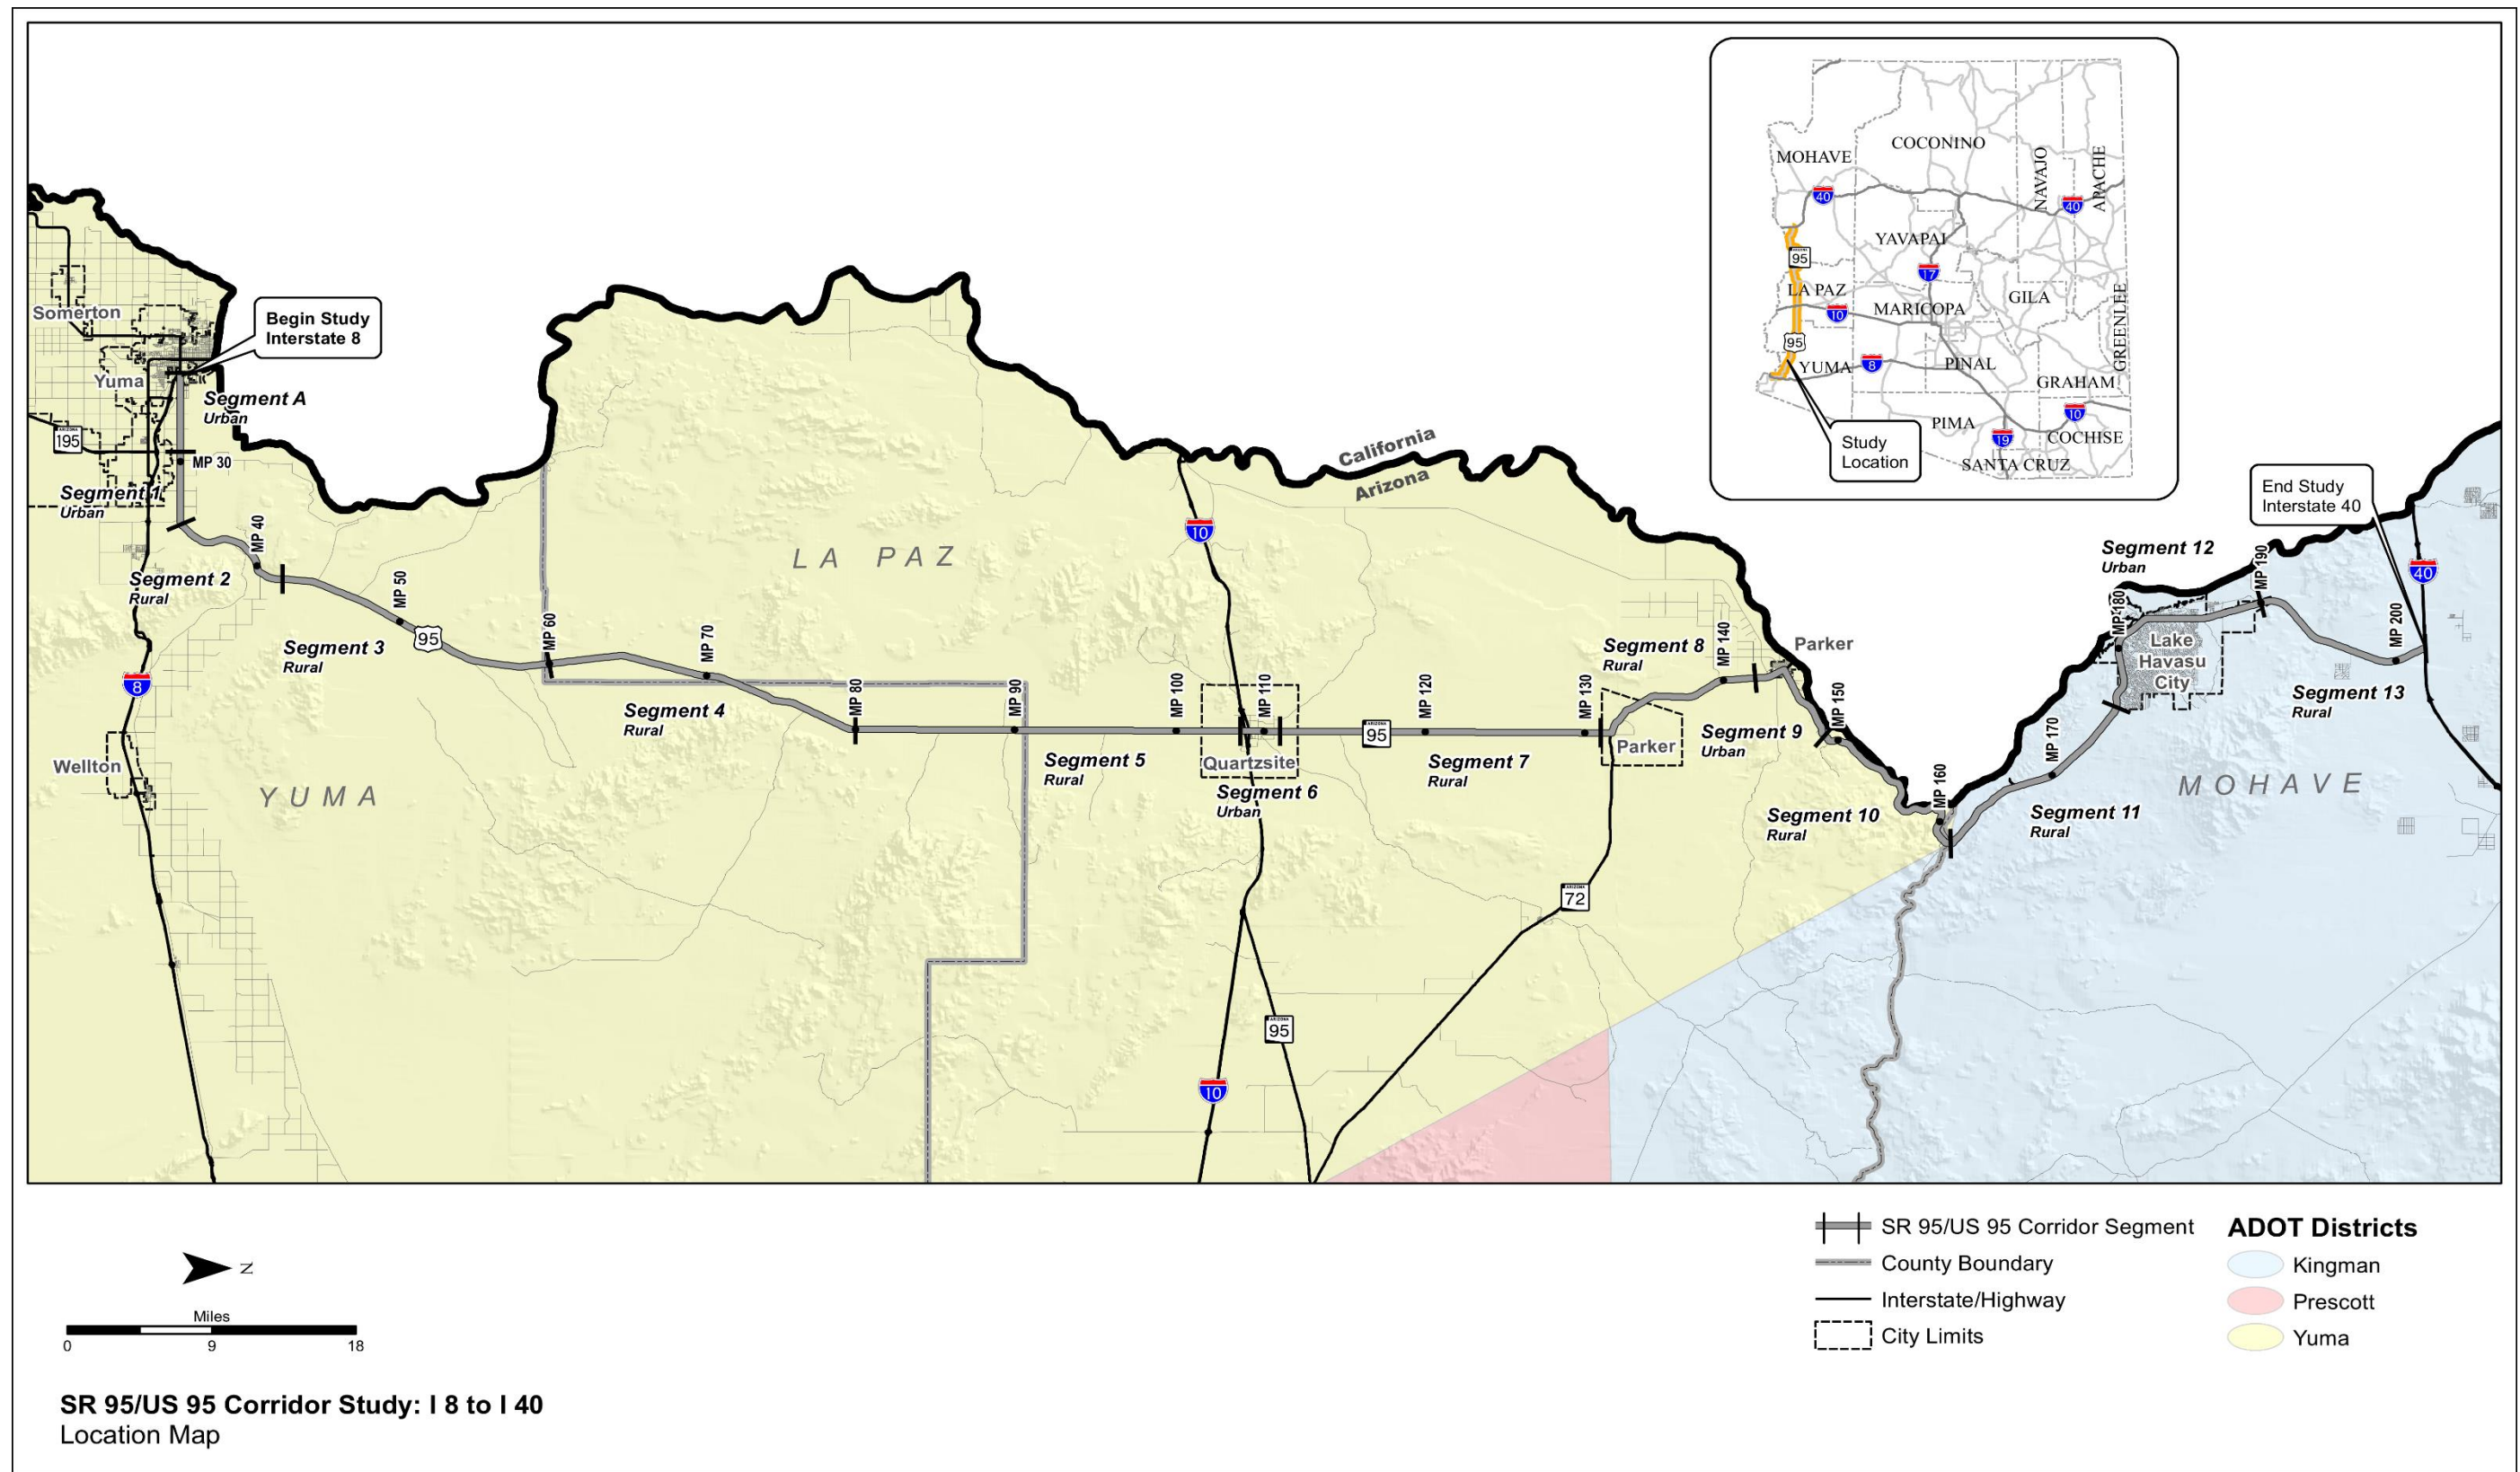 MOHAVE
COCONINO
NAVAJO
APACHE
40
40
95
YAVAPAI
17
LA PAZ
10
MARICOPA
GILA
GREENLEE
95
YUMA
8
PINAL
GRAHAM
10
PIMA
19
COCHISE
SANTA CRUZ
Study
Location
Somerton
Begin Study
Interstate 8
Yuma
Segment A
Urban
ARIZONA
195
MP 30
Segment 1
Urban
MP 40
Segment 2
Rural
MP 50
95
Segment 3
Rural
8
Wellton
YUMA
LA PAZ
MP 60
MP 70
Segment 4
Rural
MP 80
MP 90
Segment 5
Rural
MP 100
10
MP 110
Quartzsite
Segment 6
Urban
California
Arizona
ARIZONA
95
MP 120
Segment 7
Rural
MP 130
Segment 8
Rural
MP 140
Parker
Parker
Segment 9
Urban
MP 150
Segment 10
Rural
MP 160
ARIZONA
72
ARIZONA
95
10
Segment 11
Rural
MP 170
MP 180
Segment 12
Urban
Lake
Havasu
City
MP 190
End Study
Interstate 40
40
MP 200
Segment 13
Rural
MOHAVE
N
Miles
0 9 18
SR 95/US 95 Corridor Study: I 8 to I 40
Location Map
SR 95/US 95 Corridor Segment
County Boundary
Interstate/Highway
City Limits
ADOT Districts
Kingman
Prescott
Yuma